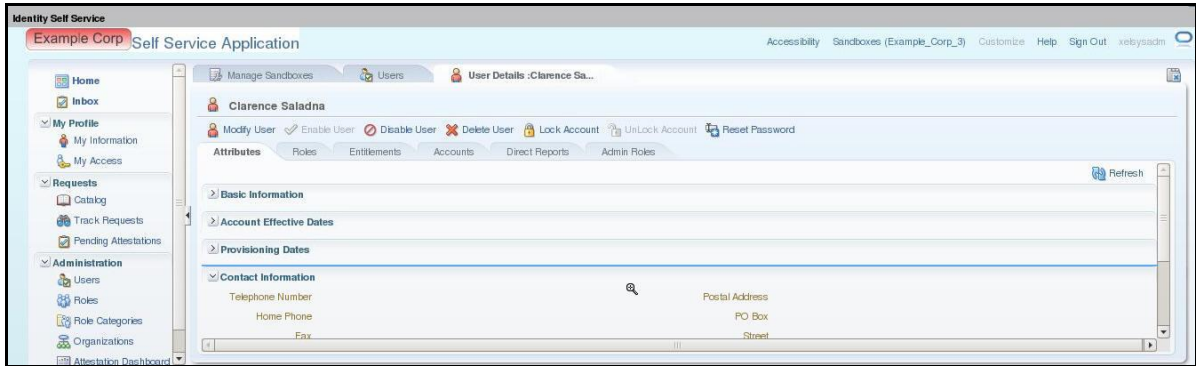 Identity Self Service
Example Corp Self Service Application
Accessibility Sandboxes (Example_Corp_3) Customize Help Sign Out xelsysadm
Home
Inbox
My Profile
My Information
My Access
Requests
Catalog
Track Requests
Pending Attestations
Administration
Users
Roles
Role Categories
Organizations
Attestation Dashboard
Manage Sandboxes Users User Details :Clarence Sa...
Clarence Saladna
Modify User Enable User Disable User Delete User Lock Account UnLock Account Reset Password
Attributes Roles Entitlements Accounts Direct Reports Admin Roles
Refresh
Basic Information
Account Effective Dates
Provisioning Dates
Contact Information
Telephone Number Postal Address
Home Phone PO Box
Fax Street